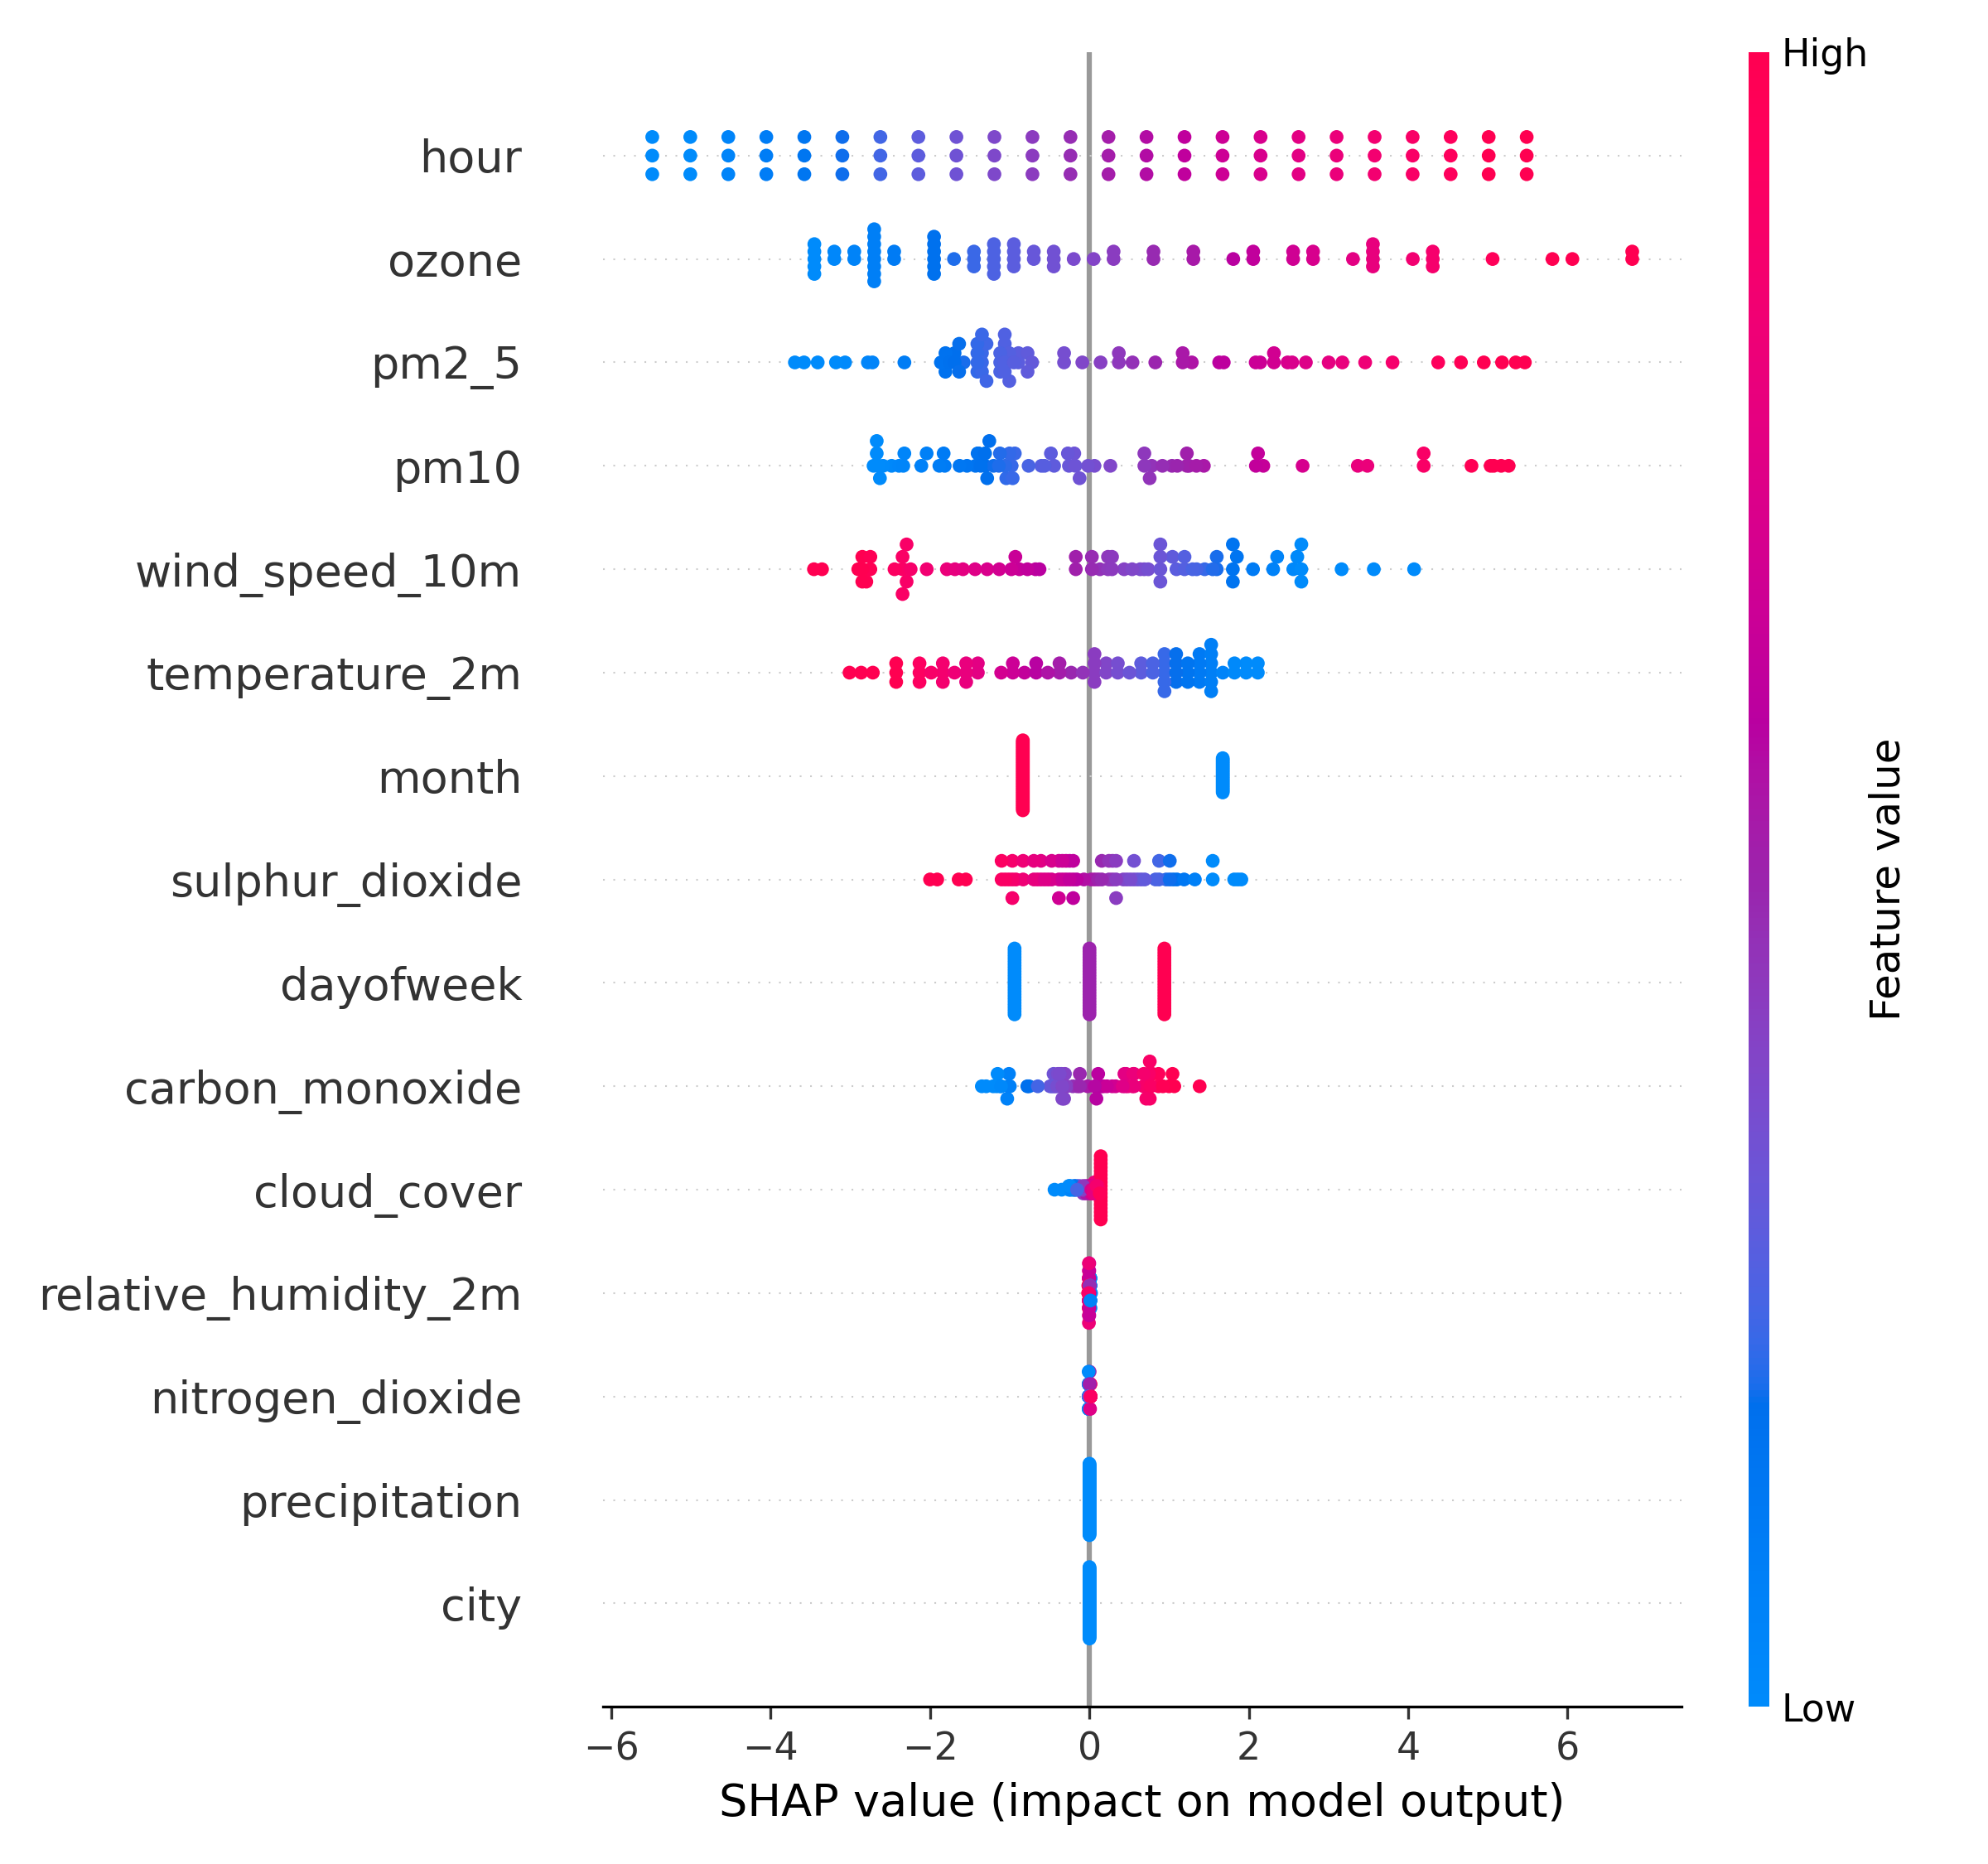 High
hour
ozone
pm2_5
pm10
wind_speed_10m
temperature_2m
month
sulphur_dioxide
dayofweek
carbon_monoxide
cloud_cover
relative_humidity_2m
nitrogen_dioxide
precipitation
city
Feature value
Low
−6 −4 −2 0 2 4 6
SHAP value (impact on model output)